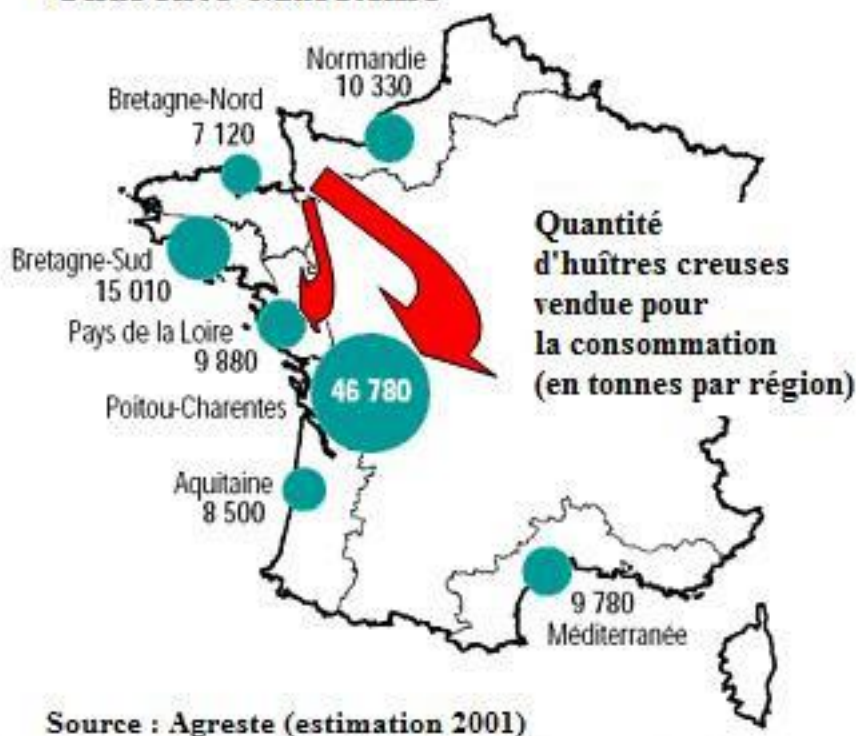 Normandie
10 330
Bretagne-Nord
7 120
Quantité
d'huîtres creuses
vendue pour
la consommation
(en tonnes par région)
Bretagne-Sud
15 010
Pays de la Loire
9 880
46 780
Poitou-Charentes
Aquitaine
8 500
9 780
Méditerranée
Source : Agreste (estimation 2001)